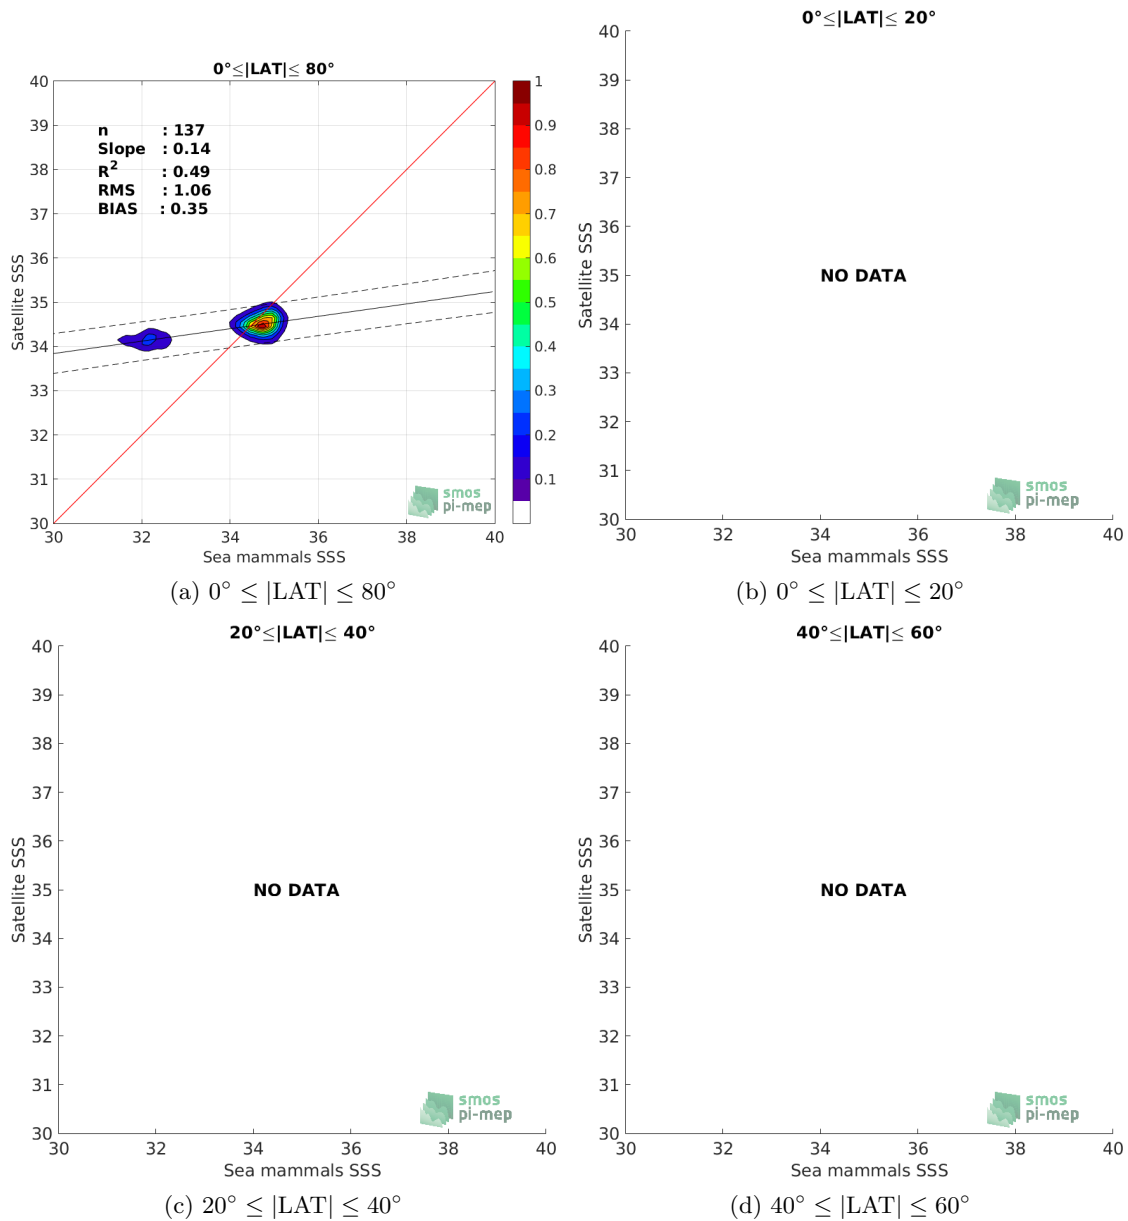 0°≤|LAT|≤ 80°
40
39
38
37
36
35
34
33
32
31
30
Satellite SSS
n : 137
Slope : 0.14
R² : 0.49
RMS : 1.06
BIAS : 0.35
1
0.9
0.8
0.7
0.6
0.5
0.4
0.3
0.2
0.1
smos
pi-mep
30 32 34 36 38 40
Sea mammals SSS
(a) 0° ≤ |LAT| ≤ 80°
0°≤|LAT|≤ 20°
40
39
38
37
36
35
34
33
32
31
30
Satellite SSS
NO DATA
smos
pi-mep
30 32 34 36 38 40
Sea mammals SSS
(b) 0° ≤ |LAT| ≤ 20°
20°≤|LAT|≤ 40°
40
39
38
37
36
35
34
33
32
31
30
Satellite SSS
NO DATA
smos
pi-mep
30 32 34 36 38 40
Sea mammals SSS
(c) 20° ≤ |LAT| ≤ 40°
40°≤|LAT|≤ 60°
40
39
38
37
36
35
34
33
32
31
30
Satellite SSS
NO DATA
smos
pi-mep
30 32 34 36 38 40
Sea mammals SSS
(d) 40° ≤ |LAT| ≤ 60°